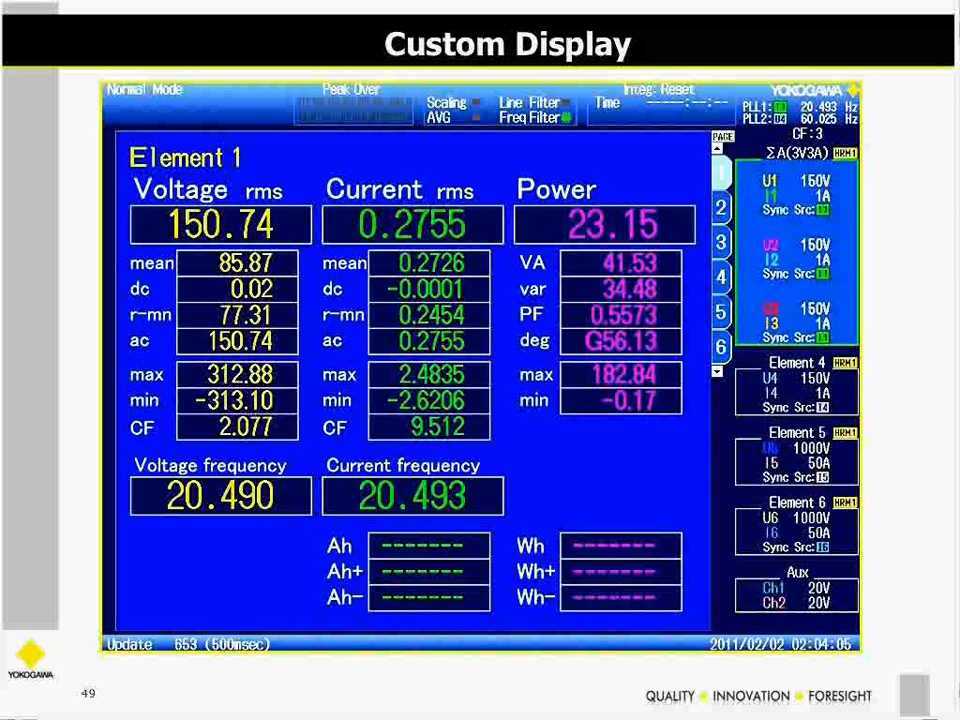 Custom Display
Normal Mode Peak Over Integ: Reset YOKOGAWA
Scaling Line Filter Time -----:--:--
AVG Freq Filter
PLL1: 20.493 Hz
PLL2: U4 60.025 Hz
CF:3
PAGE
1
2
3
4
5
6
Element 1
Voltage rms Current rms Power
150.74 0.2755 23.15
mean 85.87 mean 0.2726 VA 41.53
dc 0.02 dc -0.0001 var 34.48
r-mn 77.31 r-mn 0.2454 PF 0.5573
ac 150.74 ac 0.2755 deg G56.13
max 312.88 max 2.4835 max 182.84
min -313.10 min -2.6206 min -0.17
CF 2.077 CF 9.512
Voltage frequency Current frequency
20.490 20.493
Ah ------- Wh -------
Ah+ ------- Wh+ -------
Ah- ------- Wh- -------
ΣA(3V3A) HRM1
U1 150V
I1 1A
Sync Src:
U2 150V
I2 1A
Sync Src:
U3 150V
I3 1A
Sync Src:
Element 4 HRM1
U4 150V
I4 1A
Sync Src:I4
Element 5 HRM1
U5 1000V
I5 50A
Sync Src:I5
Element 6 HRM1
U6 1000V
I6 50A
Sync Src:I6
Aux
Ch1 20V
Ch2 20V
Update 653 (500msec) 2011/02/02 02:04:05
YOKOGAWA
49
QUALITY INNOVATION FORESIGHT